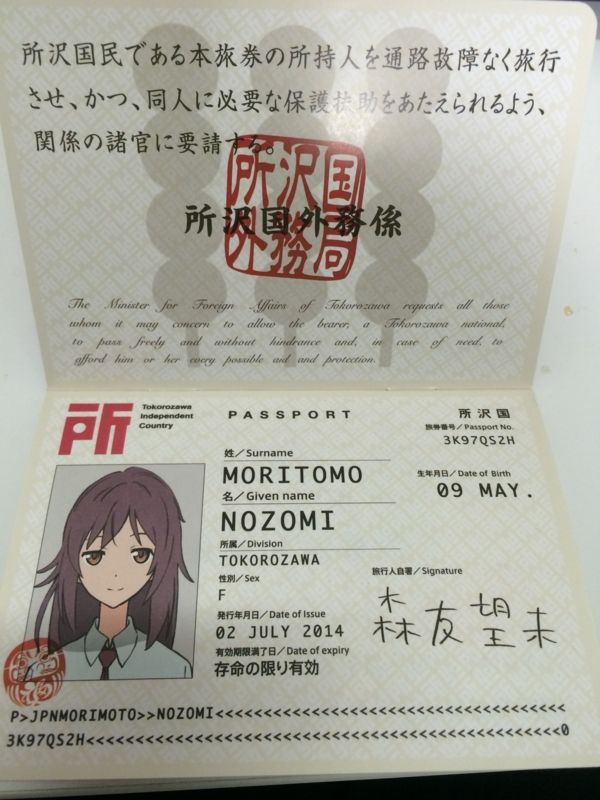 所沢国民である本旅券の所持人を通路故障なく旅行
させ、かつ、同人に必要な保護扶助をあたえられるよう、
関係の諸官に要請する。
所沢国
外務局
所沢国外務係
The Minister for Foreign Affairs of Tokorozawa requests all those
whom it may concern to allow the bearer, a Tokorozawa national,
to pass freely and without hindrance and, in case of need, to
afford him or her every possible aid and protection.
所
Tokorozawa
Independent
Country
PASSPORT
所沢国
旅券番号/Passport No.
3K97QS2H
姓/Surname
MORITOMO
生年月日/Date of Birth
09 MAY.
名/Given name
NOZOMI
所属/Division
TOKOROZAWA
性別/Sex
F
旅行人自署/Signature
森友望未
発行年月日/Date of Issue
02 JULY 2014
有効期限満了日/Date of expiry
存命の限り有効
P>JPNMORIMOTO>>NOZOMI<<<<<<<<<<<<<<<<<<<<<<<<<<<<<<<<<<<
3K97QS2H<<<<<<<<<<<<<<<<<<<<<<<<<<<<<<<<<<<<<<<<<<<<<<<0